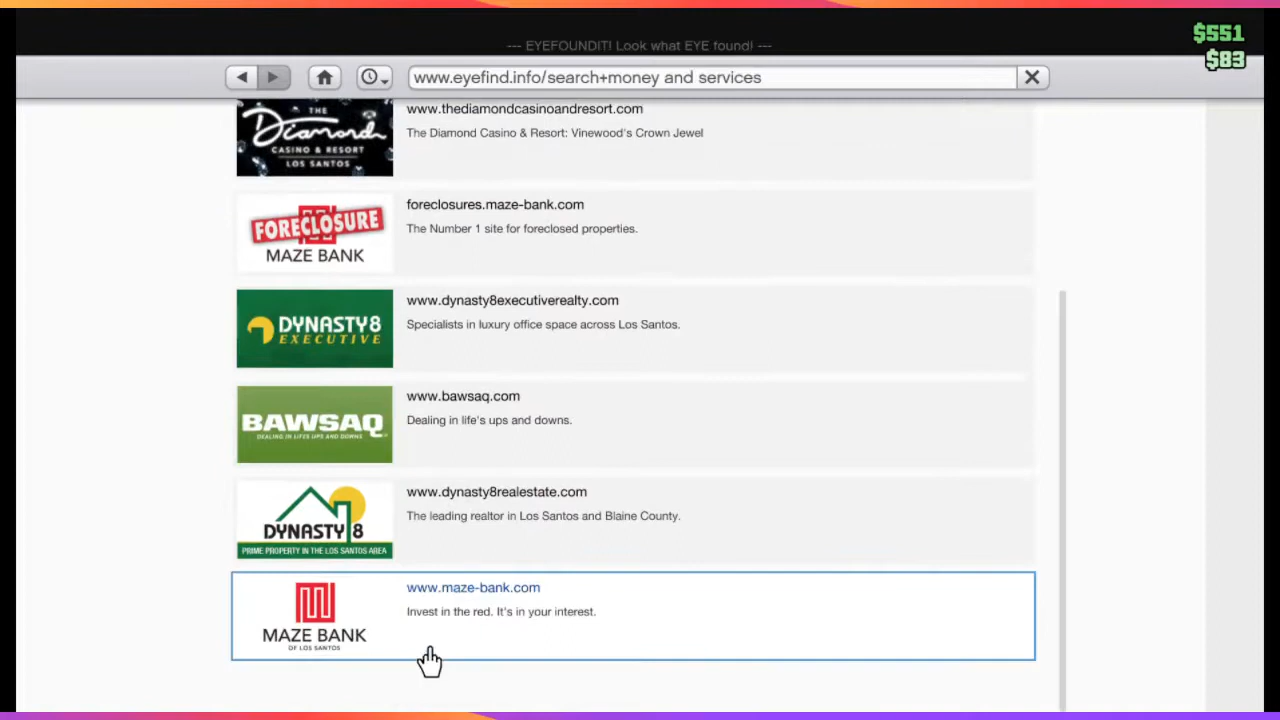 $551
$83
--- EYEFOUNDIT! Look what EYE found! ---
www.eyefind.info/search+money and services
THE
Diamond
CASINO & RESORT
LOS SANTOS
www.thediamondcasinoandresort.com
The Diamond Casino & Resort: Vinewood's Crown Jewel
FORECLOSURE
MAZE BANK
foreclosures.maze-bank.com
The Number 1 site for foreclosed properties.
DYNASTY 8
EXECUTIVE
www.dynasty8executiverealty.com
Specialists in luxury office space across Los Santos.
BAWSAQ
DEALING IN LIFE'S UPS AND DOWNS
www.bawsaq.com
Dealing in life's ups and downs.
DYNASTY 8
PRIME PROPERTY IN THE LOS SANTOS AREA
www.dynasty8realestate.com
The leading realtor in Los Santos and Blaine County.
MAZE BANK
OF LOS SANTOS
www.maze-bank.com
Invest in the red. It's in your interest.